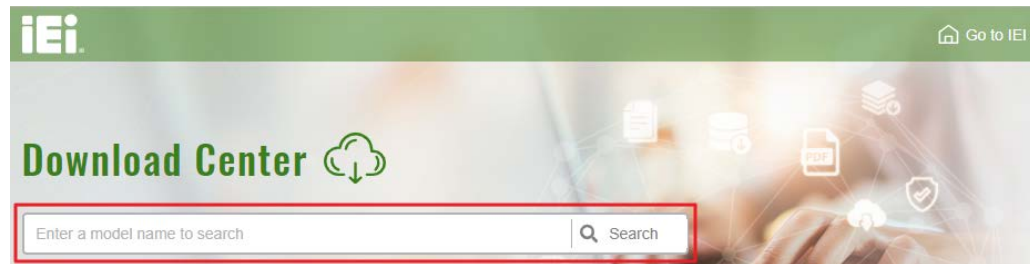 iEi.
Go to IEI
Download Center
PDF
Enter a model name to search
Search